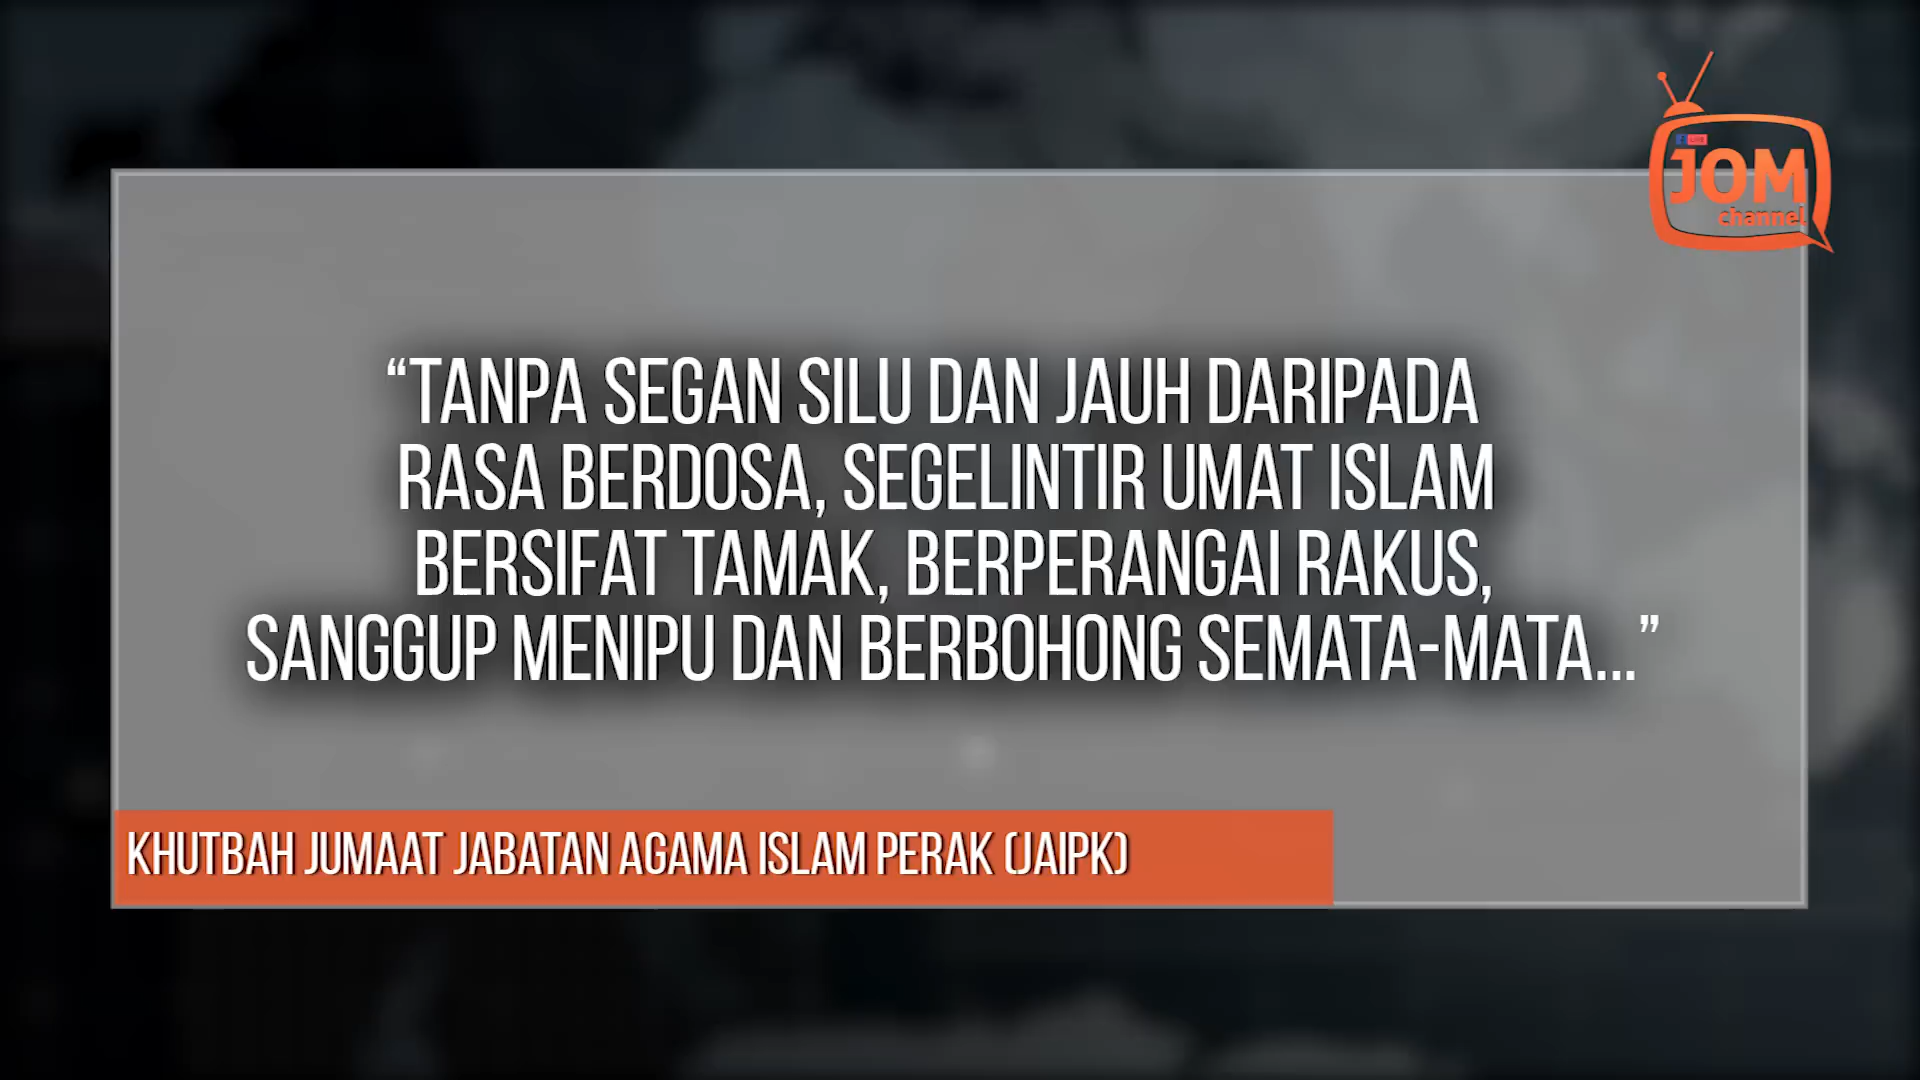 JOM
channel
“TANPA SEGAN SILU DAN JAUH DARIPADA
RASA BERDOSA, SEGELINTIR UMAT ISLAM
BERSIFAT TAMAK, BERPERANGAI RAKUS,
SANGGUP MENIPU DAN BERBOHONG SEMATA-MATA...”
KHUTBAH JUMAAT JABATAN AGAMA ISLAM PERAK (JAIPK)